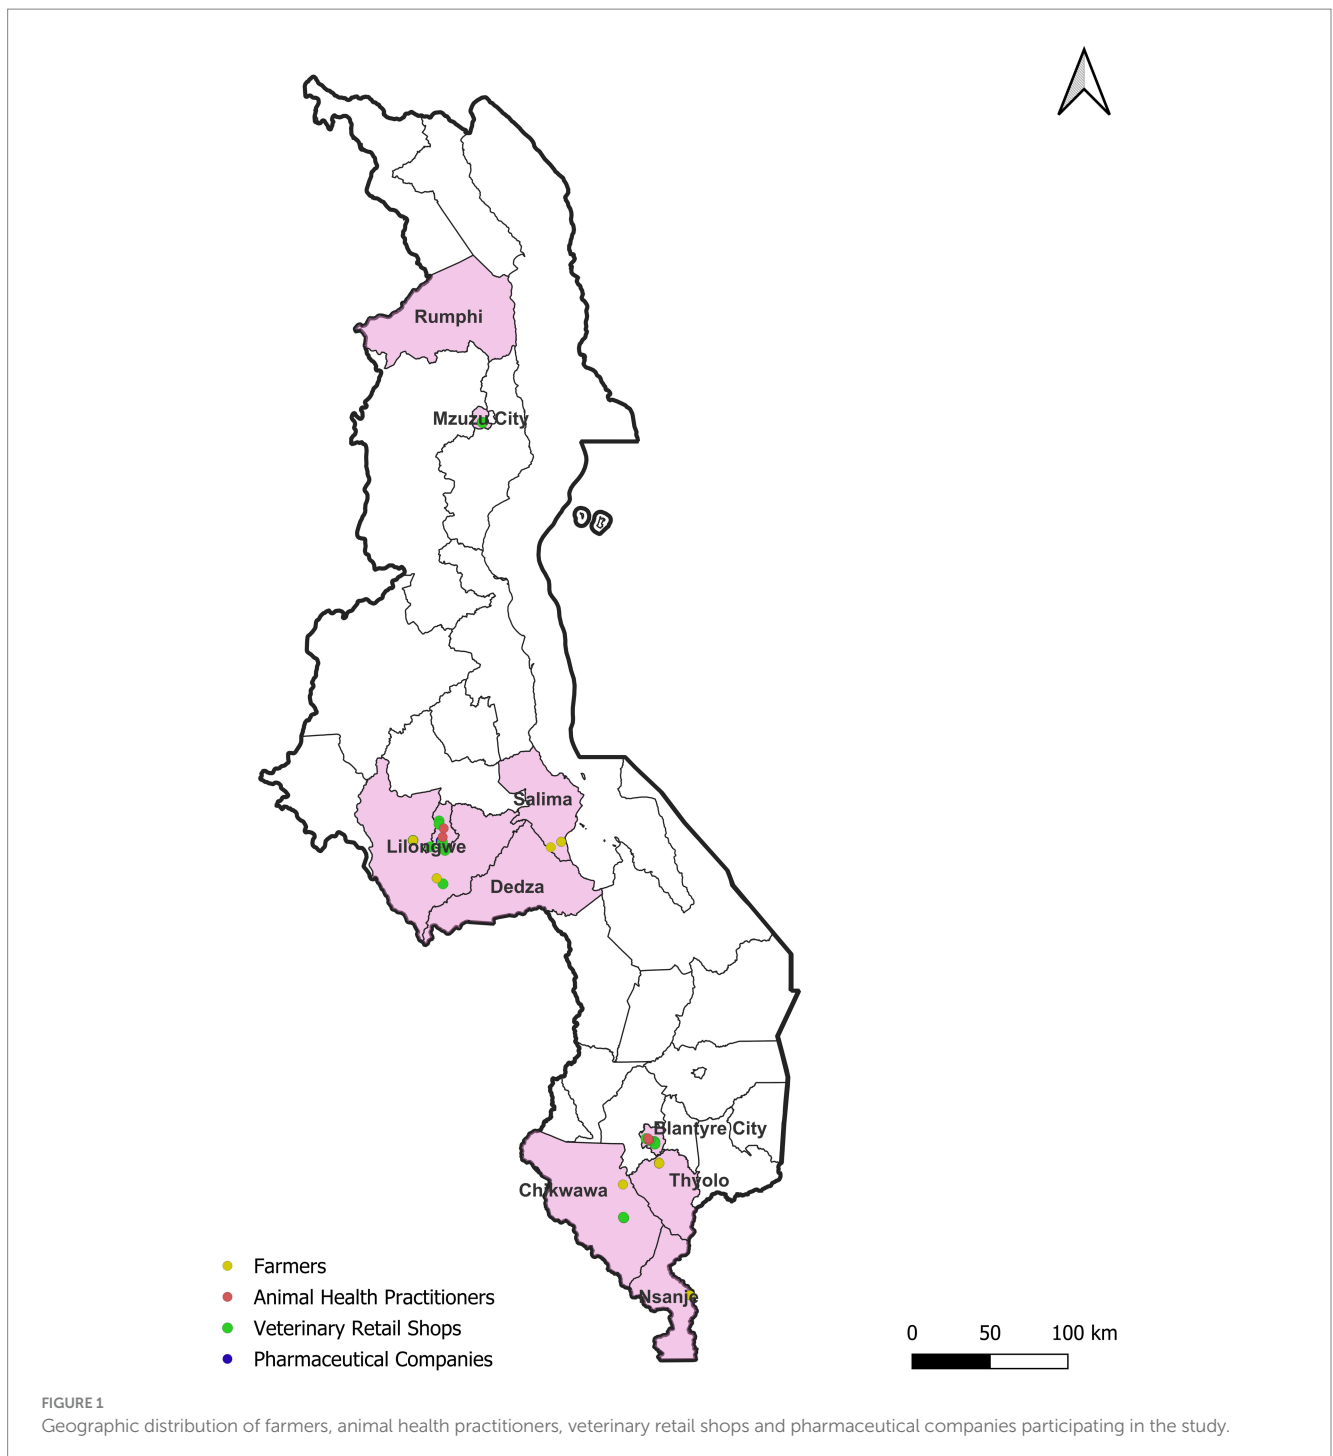 Rumphi
Mzuzu City
Salima
Lilongwe
Dedza
Blantyre City
Thyolo
Chikwawa
Nsanje
Farmers
Animal Health Practitioners
Veterinary Retail Shops
Pharmaceutical Companies
0 50 100 km
FIGURE 1
Geographic distribution of farmers, animal health practitioners, veterinary retail shops and pharmaceutical companies participating in the study.